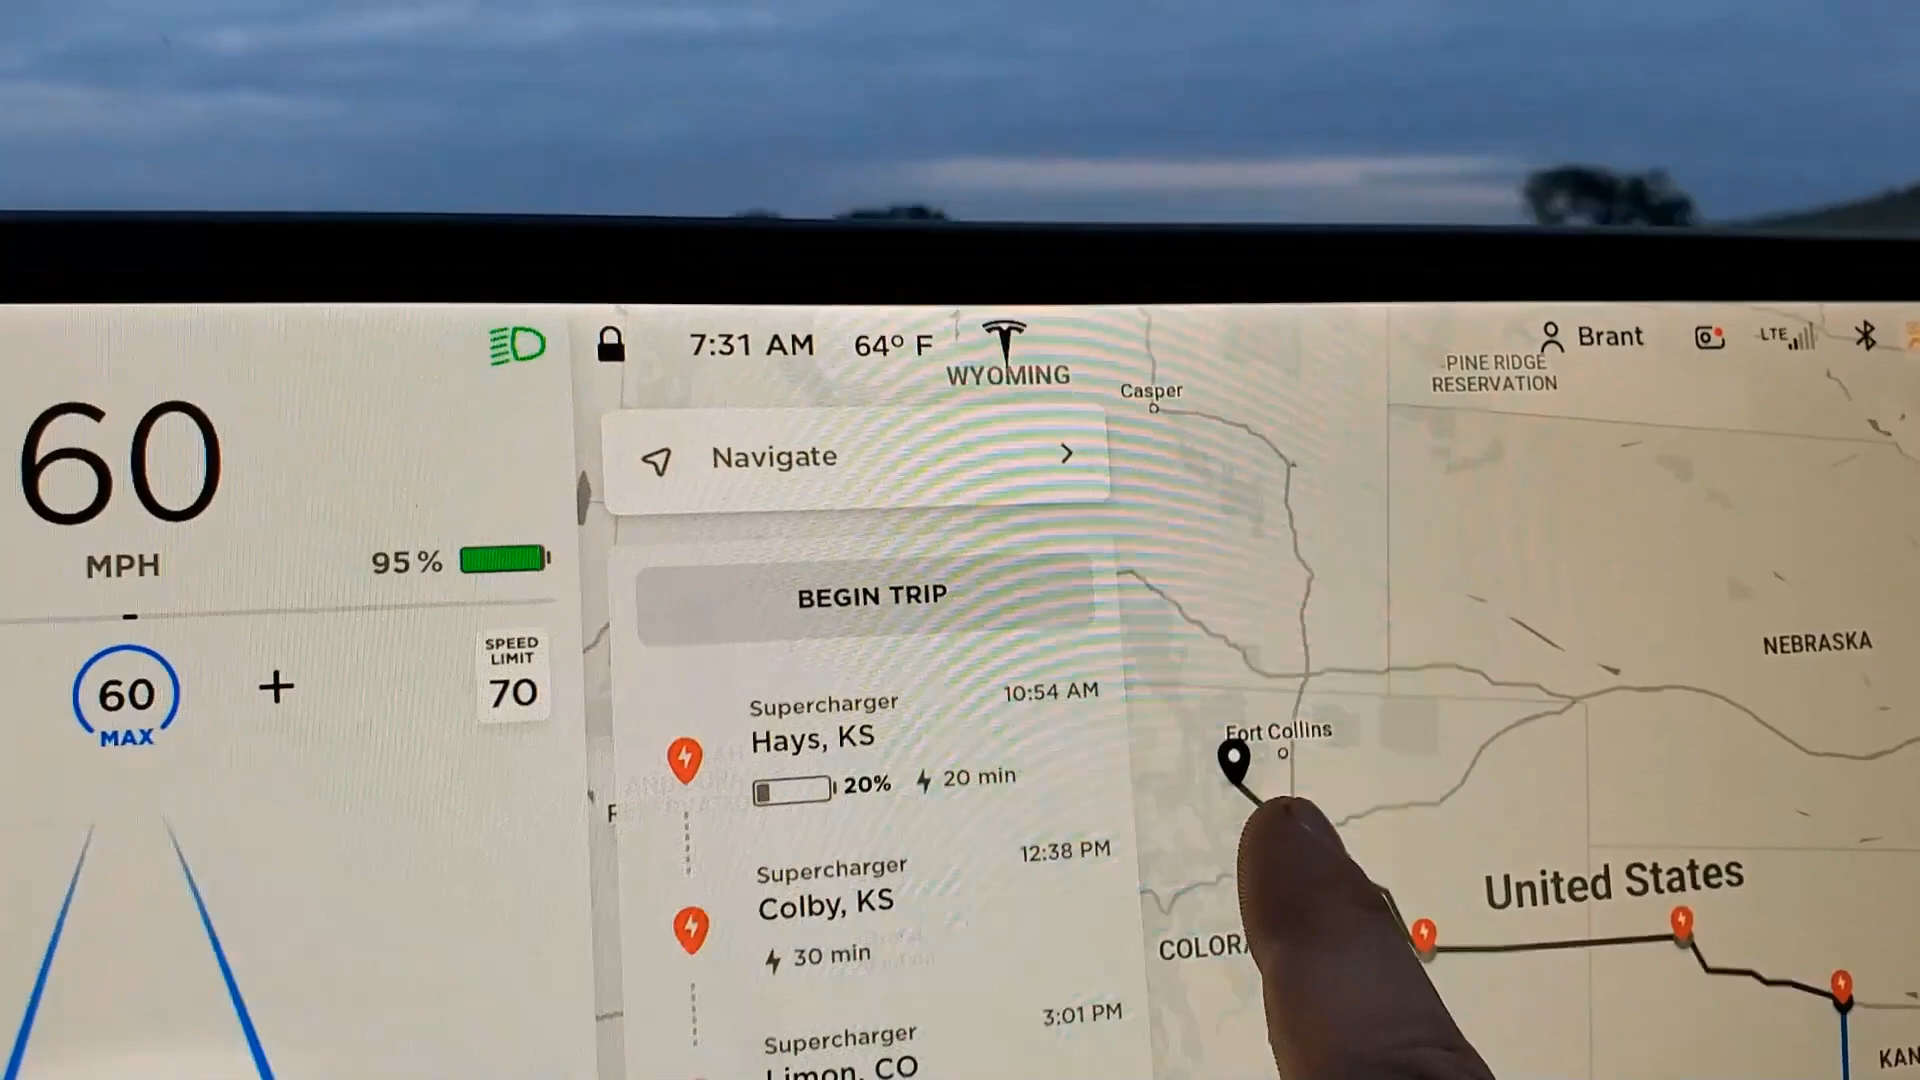 7:31 AM 64° F
Brant
LTE
60
MPH
95%
60
MAX
+
SPEED
LIMIT
70
Navigate
BEGIN TRIP
Supercharger
10:54 AM
Hays, KS
20% 20 min
Supercharger
12:38 PM
Colby, KS
30 min
Supercharger
3:01 PM
Limon, CO
WYOMING
Casper
PINE RIDGE
RESERVATION
NEBRASKA
Fort Collins
United States
COLORA
KAN